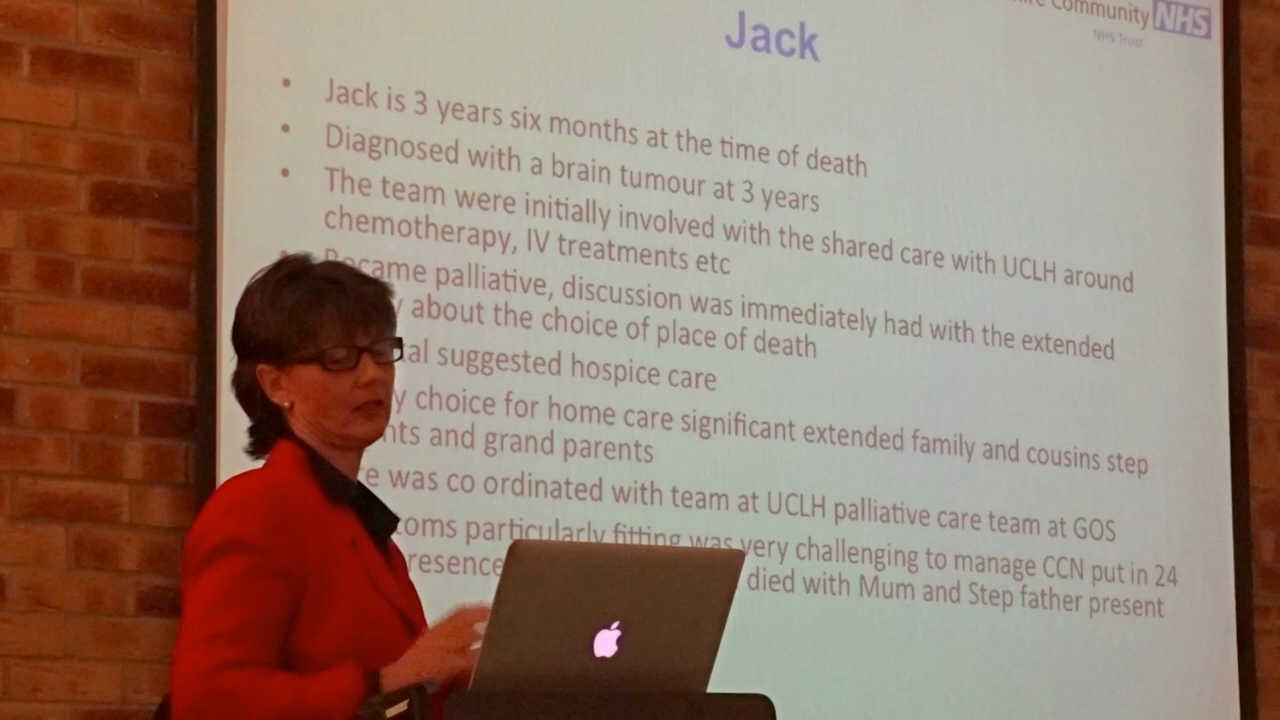 Community NHS
NHS Trust
Jack
• Jack is 3 years six months at the time of death
• Diagnosed with a brain tumour at 3 years
• The team were initially involved with the shared care with UCLH around
chemotherapy, IV treatments etc
Became palliative, discussion was immediately had with the extended
about the choice of place of death
suggested hospice care
choice for home care significant extended family and cousins step
and grand parents
was co ordinated with team at UCLH palliative care team at GOS
particularly fitting was very challenging to manage CCN put in 24
died with Mum and Step father present